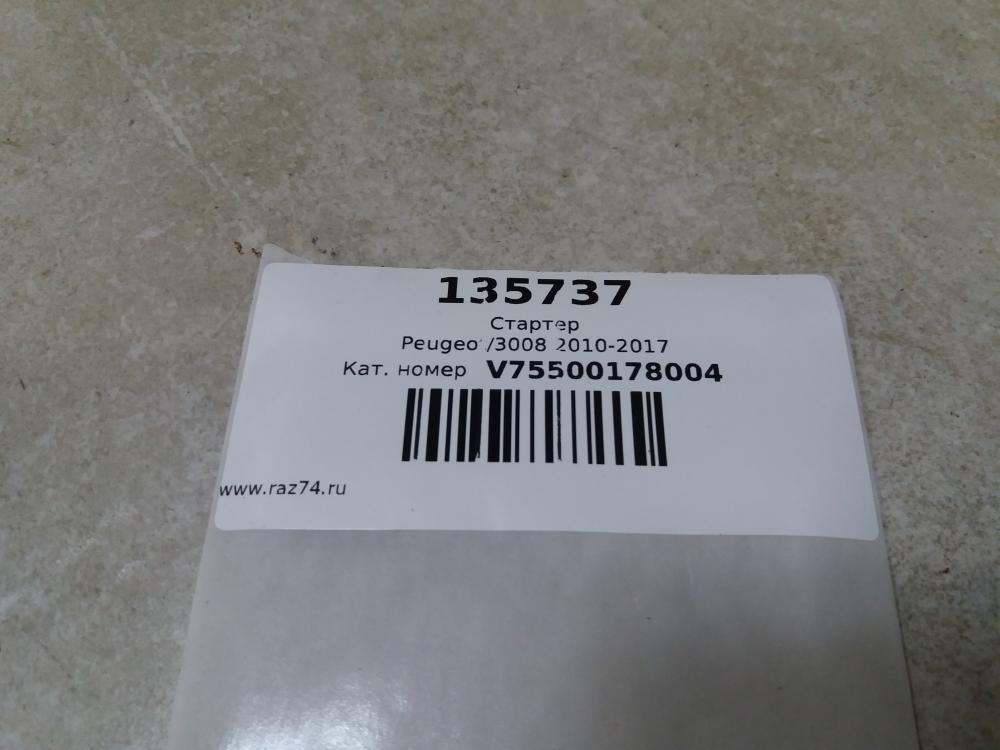 135737
Стартер
Peugeot/3008 2010-2017
Кат. номер V75500178004
www.raz74.ru